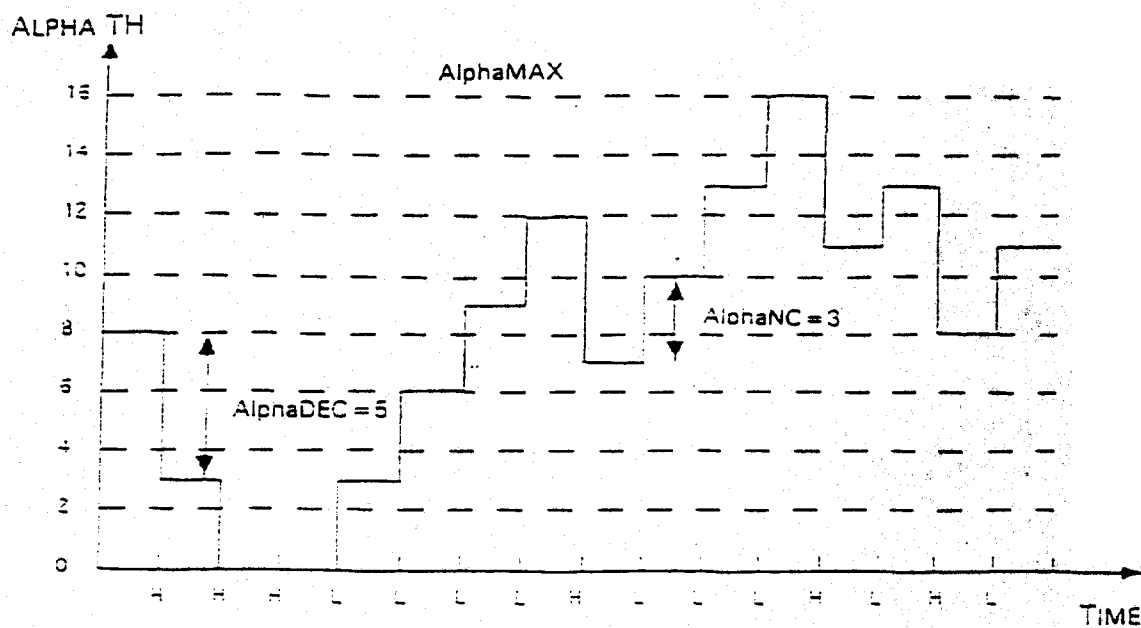 ALPHA TH
AlphaMAX
16
14
12
10
AlphaNC = 3
8
6
AlphaDEC = 5
4
2
0
H H H L L L L H L L L H L H L
TIME